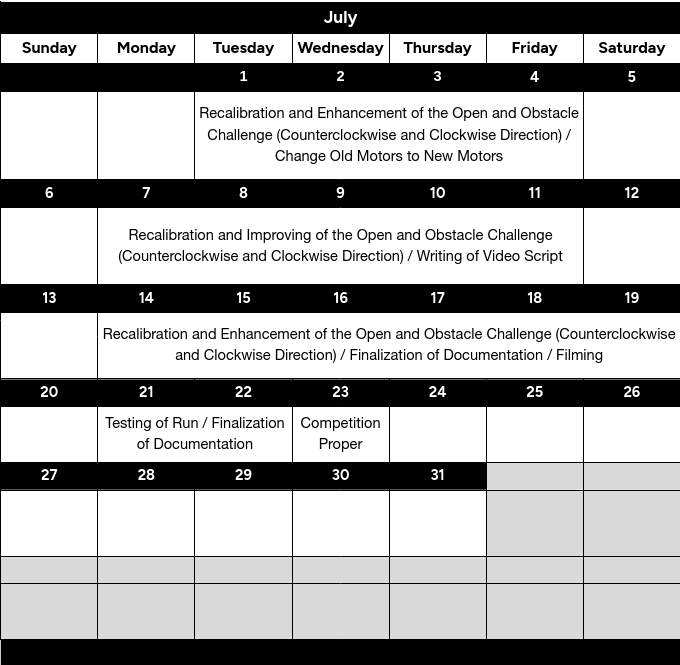 July
Sunday Monday Tuesday Wednesday Thursday Friday Saturday
1 2 3 4 5
Recalibration and Enhancement of the Open and Obstacle
Challenge (Counterclockwise and Clockwise Direction) /
Change Old Motors to New Motors
6 7 8 9 10 11 12
Recalibration and Improving of the Open and Obstacle Challenge
(Counterclockwise and Clockwise Direction) / Writing of Video Script
13 14 15 16 17 18 19
Recalibration and Enhancement of the Open and Obstacle Challenge (Counterclockwise
and Clockwise Direction) / Finalization of Documentation / Filming
20 21 22 23 24 25 26
Testing of Run / Finalization
of Documentation
Competition
Proper
27 28 29 30 31